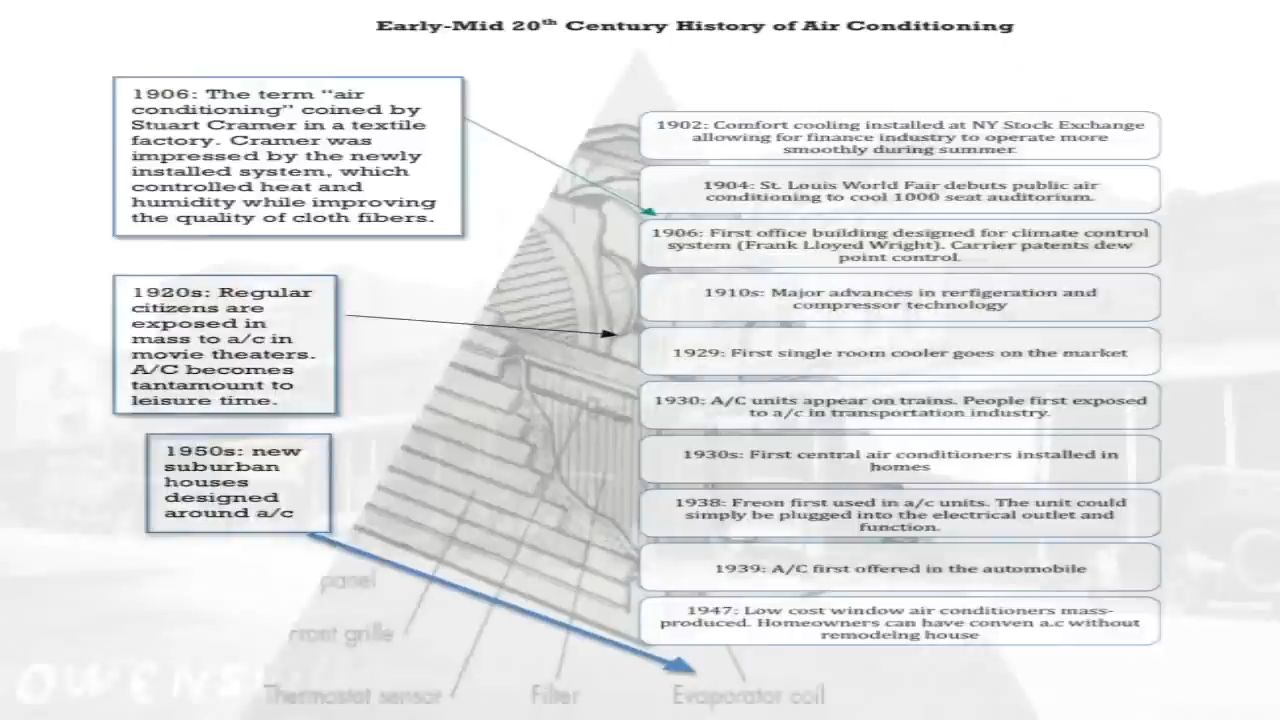 Early-Mid 20th Century History of Air Conditioning
1906: The term “air
conditioning” coined by
Stuart Cramer in a textile
factory. Cramer was
impressed by the newly
installed system, which
controlled heat and
humidity while improving
the quality of cloth fibers.
1920s: Regular
citizens are
exposed in
mass to a/c in
movie theaters.
A/C becomes
tantamount to
leisure time.
1950s: new
suburban
houses
designed
around a/c
1902: Comfort cooling installed at NY Stock Exchange
allowing for finance industry to operate more
smoothly during summer.
1904: St. Louis World Fair debuts public air
conditioning to cool 1000 seat auditorium.
1906: First office building designed for climate control
system (Frank Lloyed Wright). Carrier patents dew
point control.
1910s: Major advances in rerfigeration and
compressor technology
1929: First single room cooler goes on the market
1930: A/C units appear on trains. People first exposed
to a/c in transportation industry.
1930s: First central air conditioners installed in
homes
1938: Freon first used in a/c units. The unit could
simply be plugged into the electrical outlet and
function.
1939: A/C first offered in the automobile
1947: Low cost window air conditioners mass-
produced. Homeowners can have conven a.c without
remodeing house
panel
Front grille
Thermostat sensor
Filter
Evaporator coil
OWENS